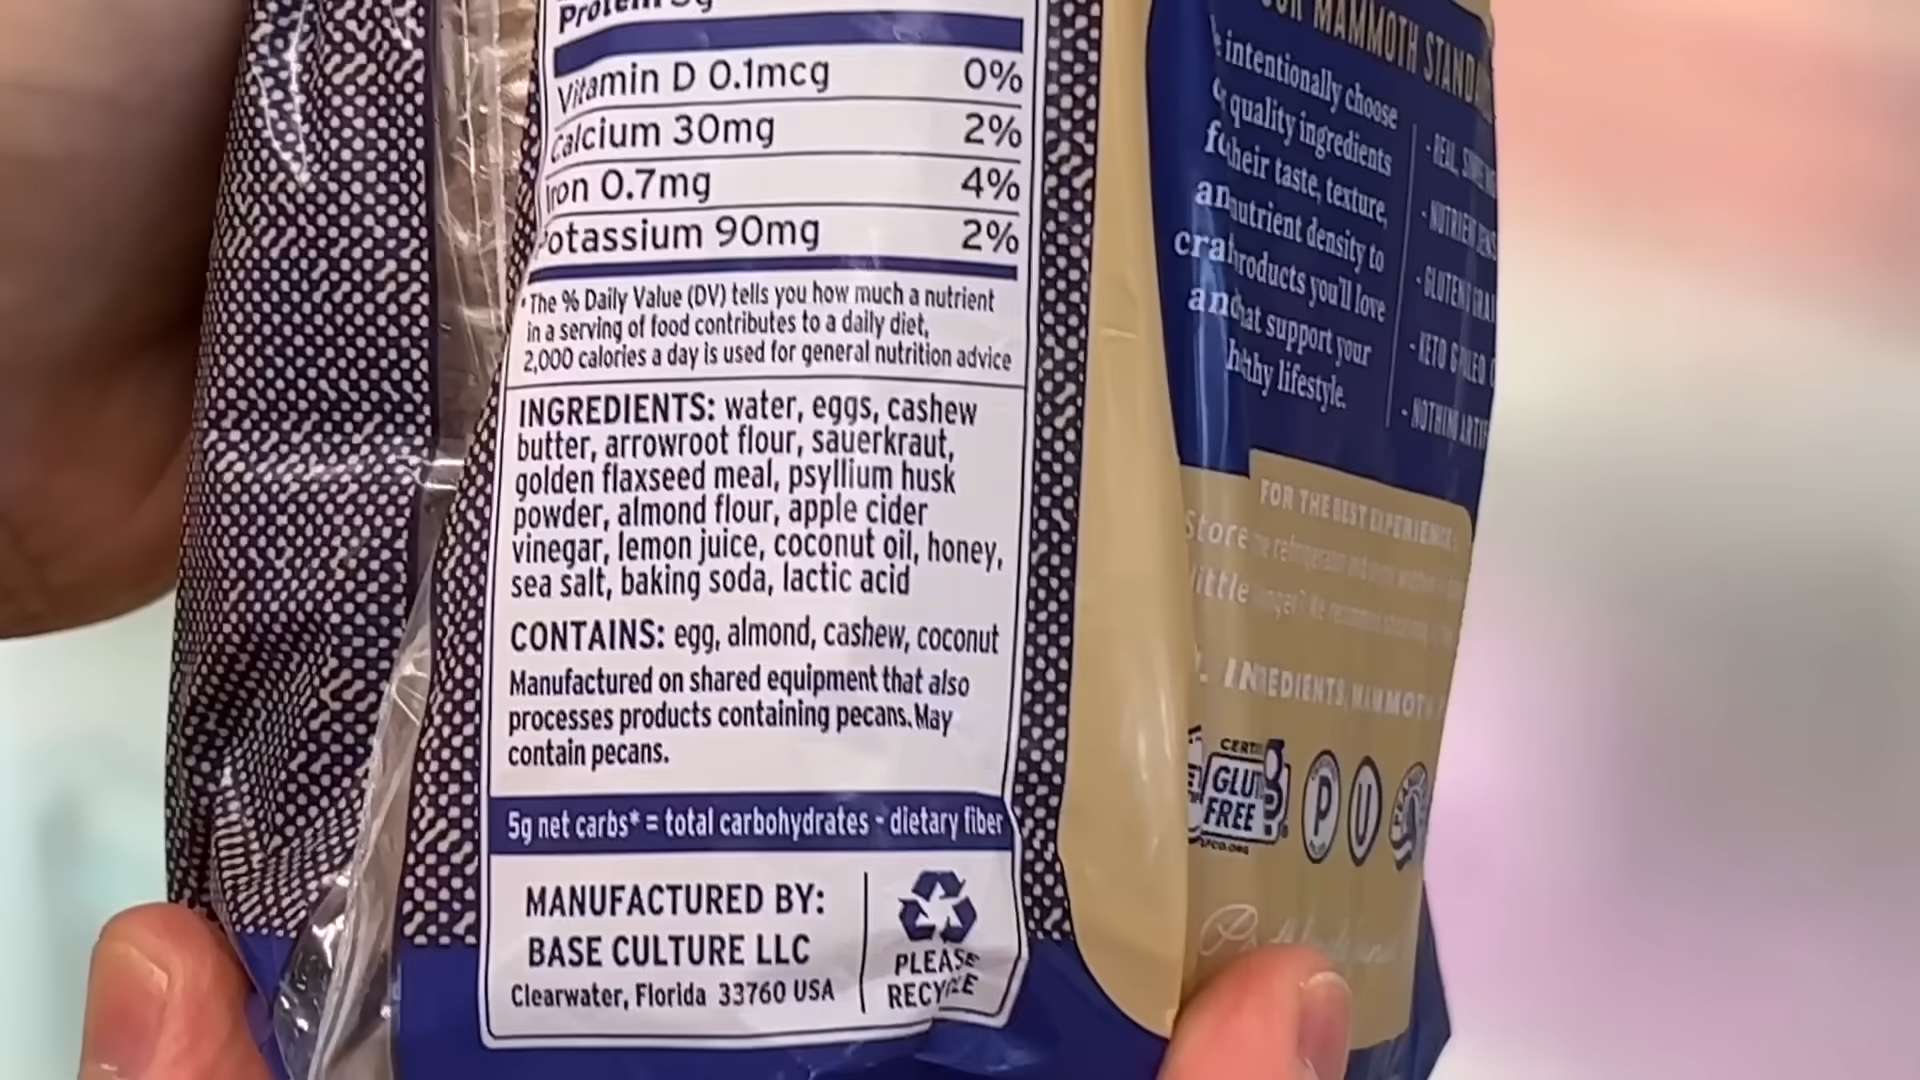 Protein
Vitamin D 0.1mcg 0%
Calcium 30mg 2%
Iron 0.7mg 4%
Potassium 90mg 2%
* The % Daily Value (DV) tells you how much a nutrient
in a serving of food contributes to a daily diet,
2,000 calories a day is used for general nutrition advice
INGREDIENTS: water, eggs, cashew
butter, arrowroot flour, sauerkraut,
golden flaxseed meal, psyllium husk
powder, almond flour, apple cider
vinegar, lemon juice, coconut oil, honey,
sea salt, baking soda, lactic acid
CONTAINS: egg, almond, cashew, coconut
Manufactured on shared equipment that also
processes products containing pecans. May
contain pecans.
5g net carbs* = total carbohydrates - dietary fiber
MANUFACTURED BY:
BASE CULTURE LLC
Clearwater, Florida 33760 USA
PLEASE
RECYCLE
MAMMOTH
intentionally choose
quality ingredients
their taste, texture,
nutrient density to
you'll love
support your
lifestyle.
- REAL,
- KETO &
FOR THE BEST EXPERIENCE:
Store
little
MAMMOTH
FREE
P
U